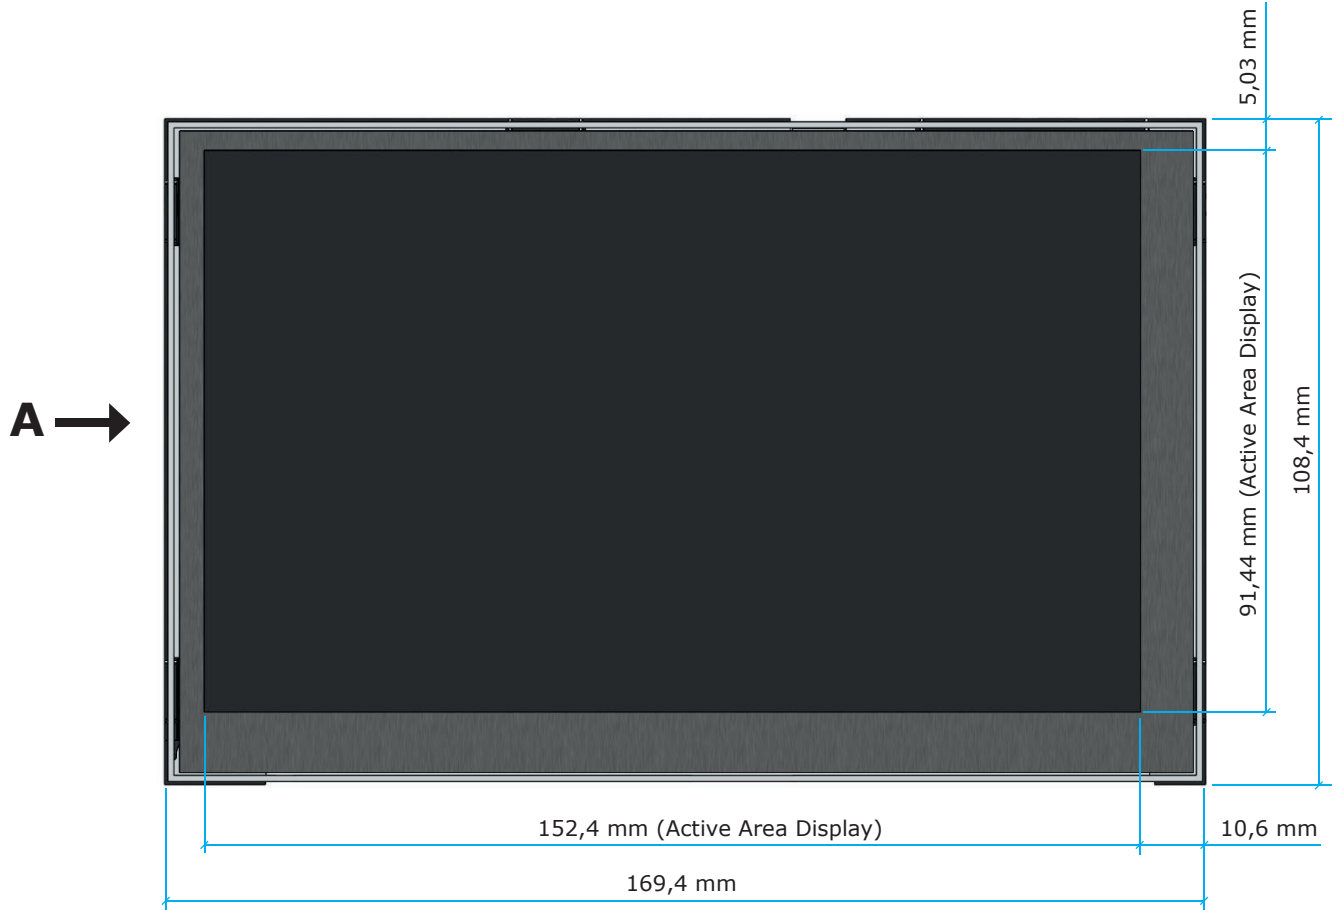 5,03 mm
A
91,44 mm (Active Area Display)
108,4 mm
152,4 mm (Active Area Display)
10,6 mm
169,4 mm